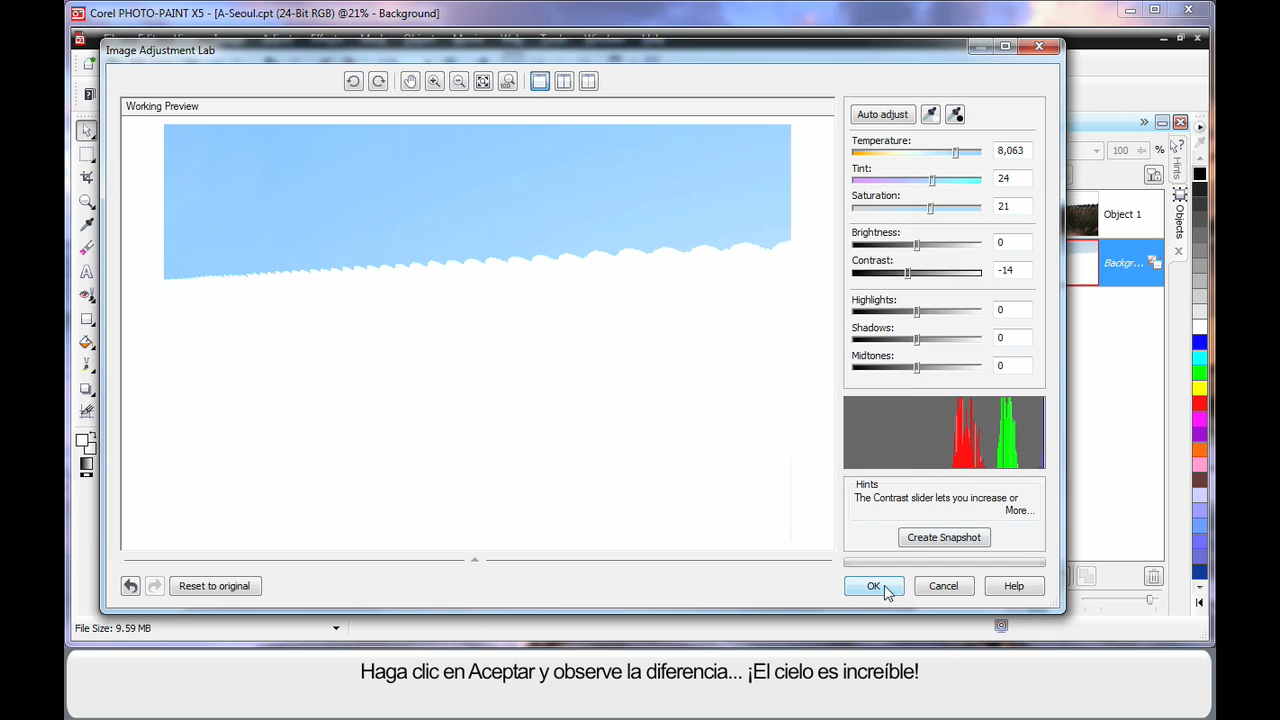 Corel PHOTO-PAINT X5 - [A-Seoul.cpt (24-Bit RGB) @21% - Background]
Image Adjustment Lab
100
Working Preview
Auto adjust
Temperature:
8,063
Tint:
24
Saturation:
21
Brightness:
0
Contrast:
-14
Highlights:
0
Shadows:
0
Midtones:
0
Hints
The Contrast slider lets you increase or
More...
Create Snapshot
Reset to original
OK
Cancel
Help
100
%
Hints
Objects
Object 1
Backgr...
File Size: 9.59 MB
Haga clic en Aceptar y observe la diferencia... ¡El cielo es increíble!